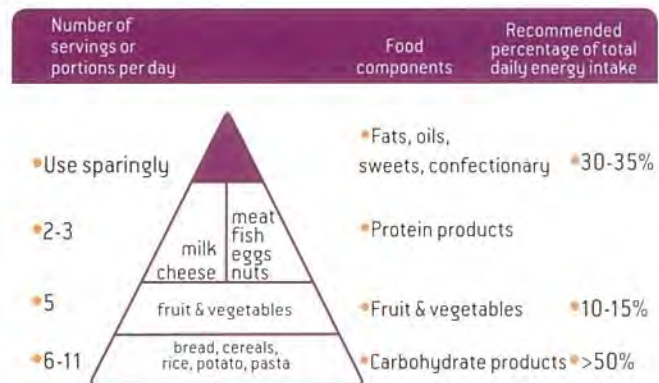 Number of
servings or
portions per day
Food
components
Recommended
percentage of total
daily energy intake
•Use sparingly
•Fats, oils,
sweets, confectionary
•30-35%
•2-3
milk
cheese
meat
fish
eggs
nuts
•Protein products
•5
fruit & vegetables
•Fruit & vegetables
•10-15%
•6-11
bread, cereals,
rice, potato, pasta
•Carbohydrate products
•>50%